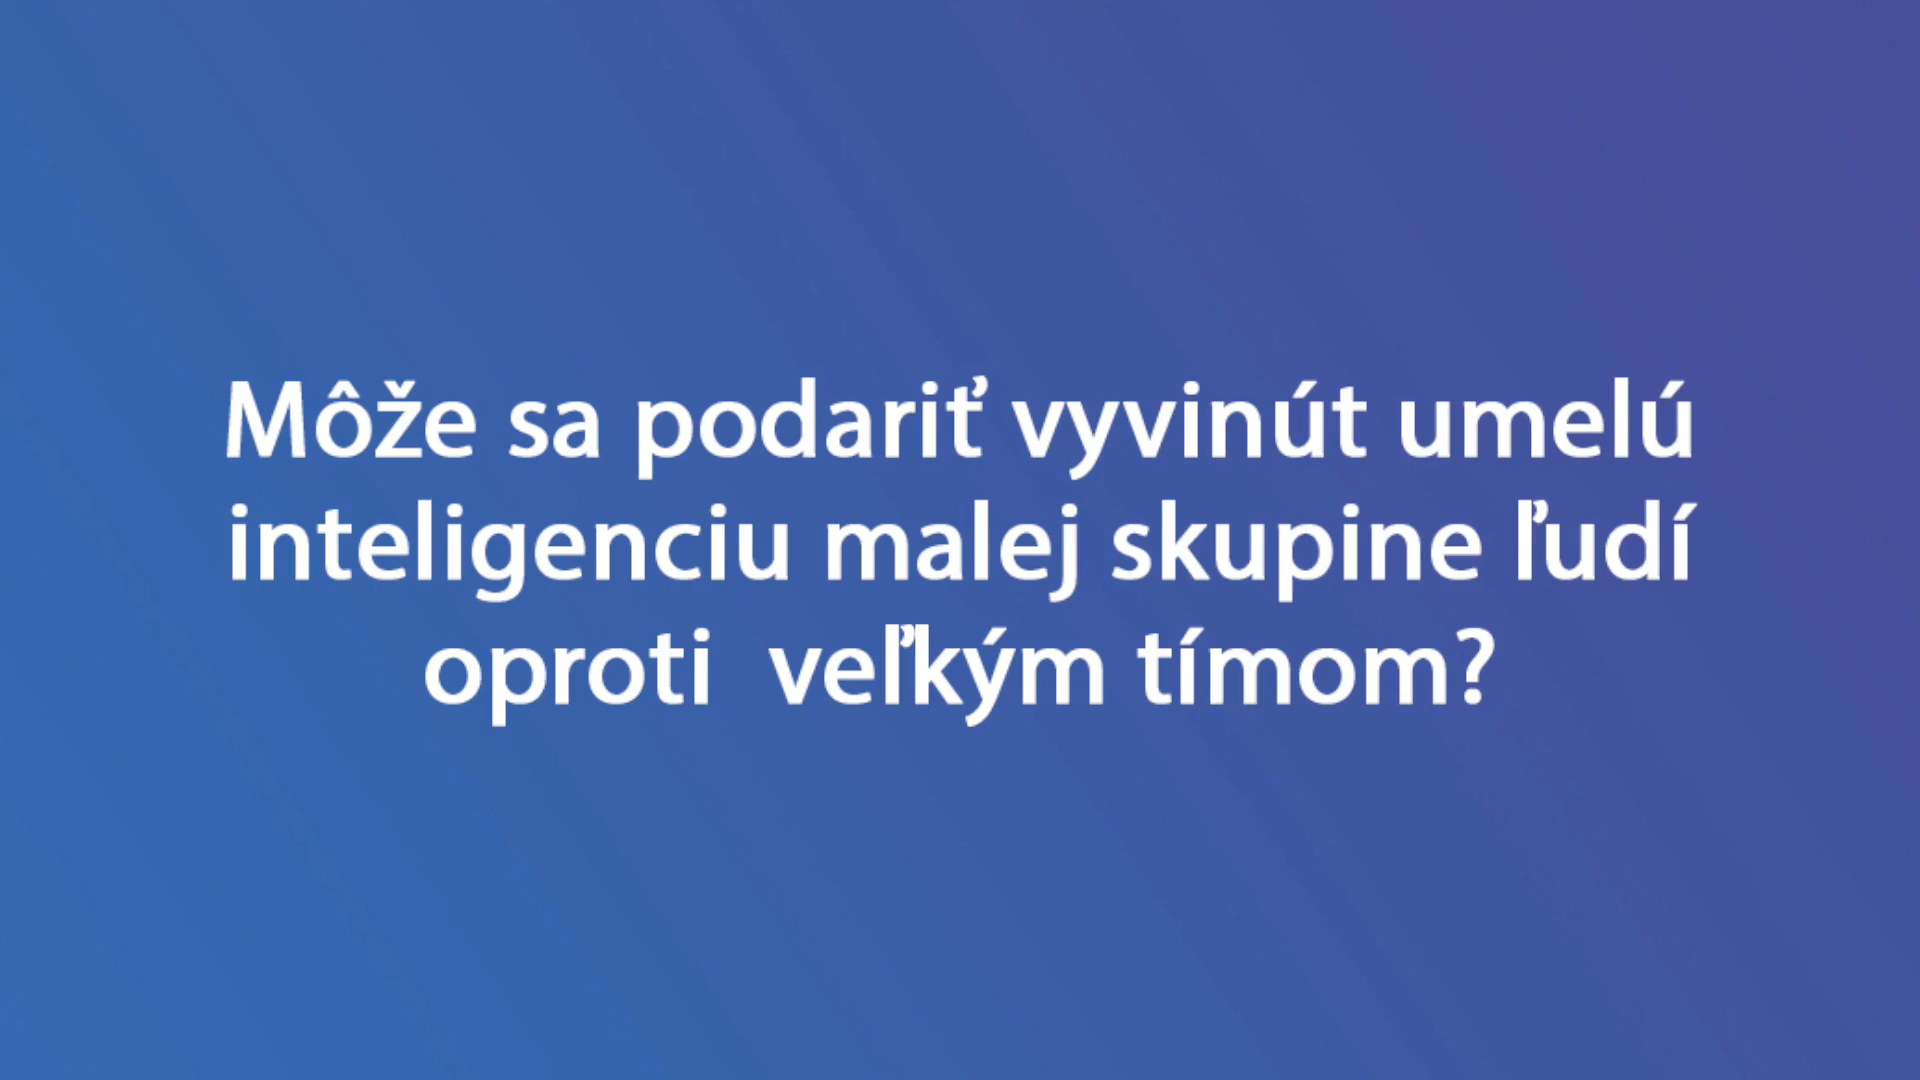 Môže sa podariť vyvinút umelú
inteligenciu malej skupine ľudí
oproti  veľkým tímom?